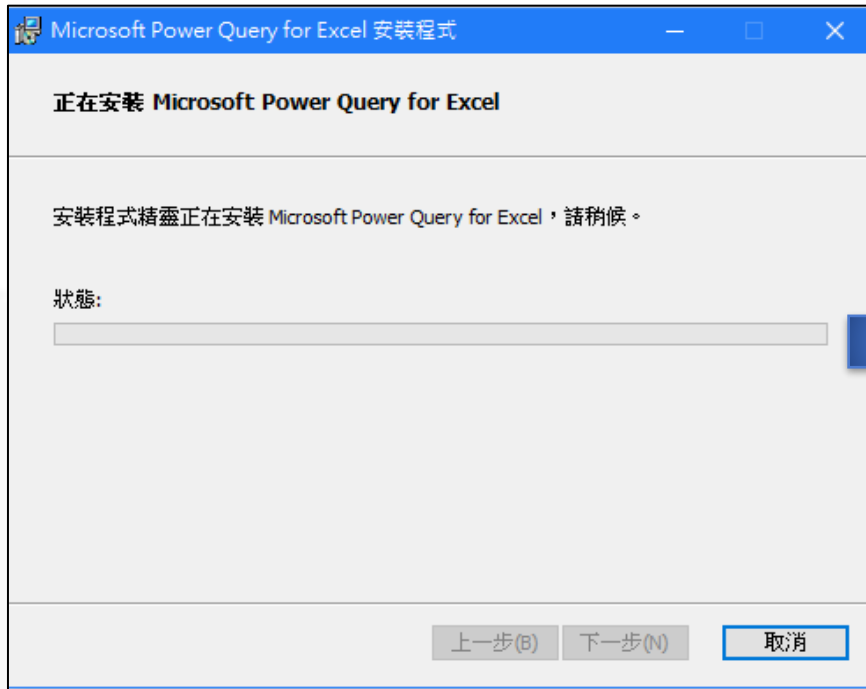 Microsoft Power Query for Excel 安裝程式
正在安裝 Microsoft Power Query for Excel
安裝程式精靈正在安裝 Microsoft Power Query for Excel，請稍候。
狀態:
上一步(B) 下一步(N) 取消